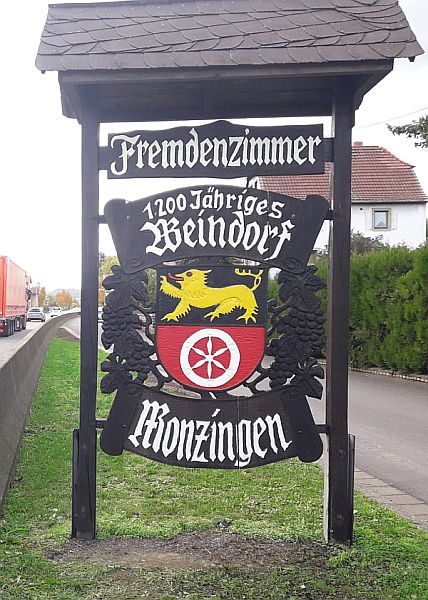 Fremdenzimmer
1200 Jähriges
Weindorf
Monzingen